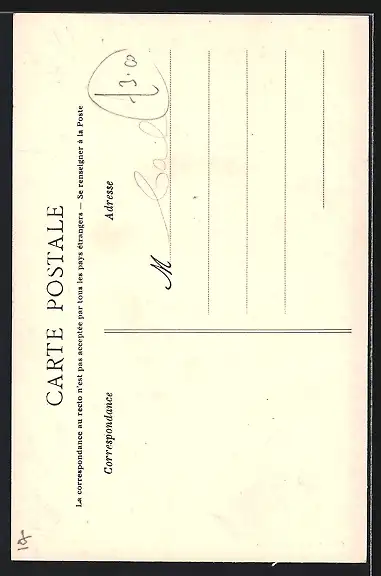 CARTE POSTALE
La correspondance au recto n'est pas acceptée par tous les pays étrangers — Se renseigner à la Poste
Correspondance
Adresse
M